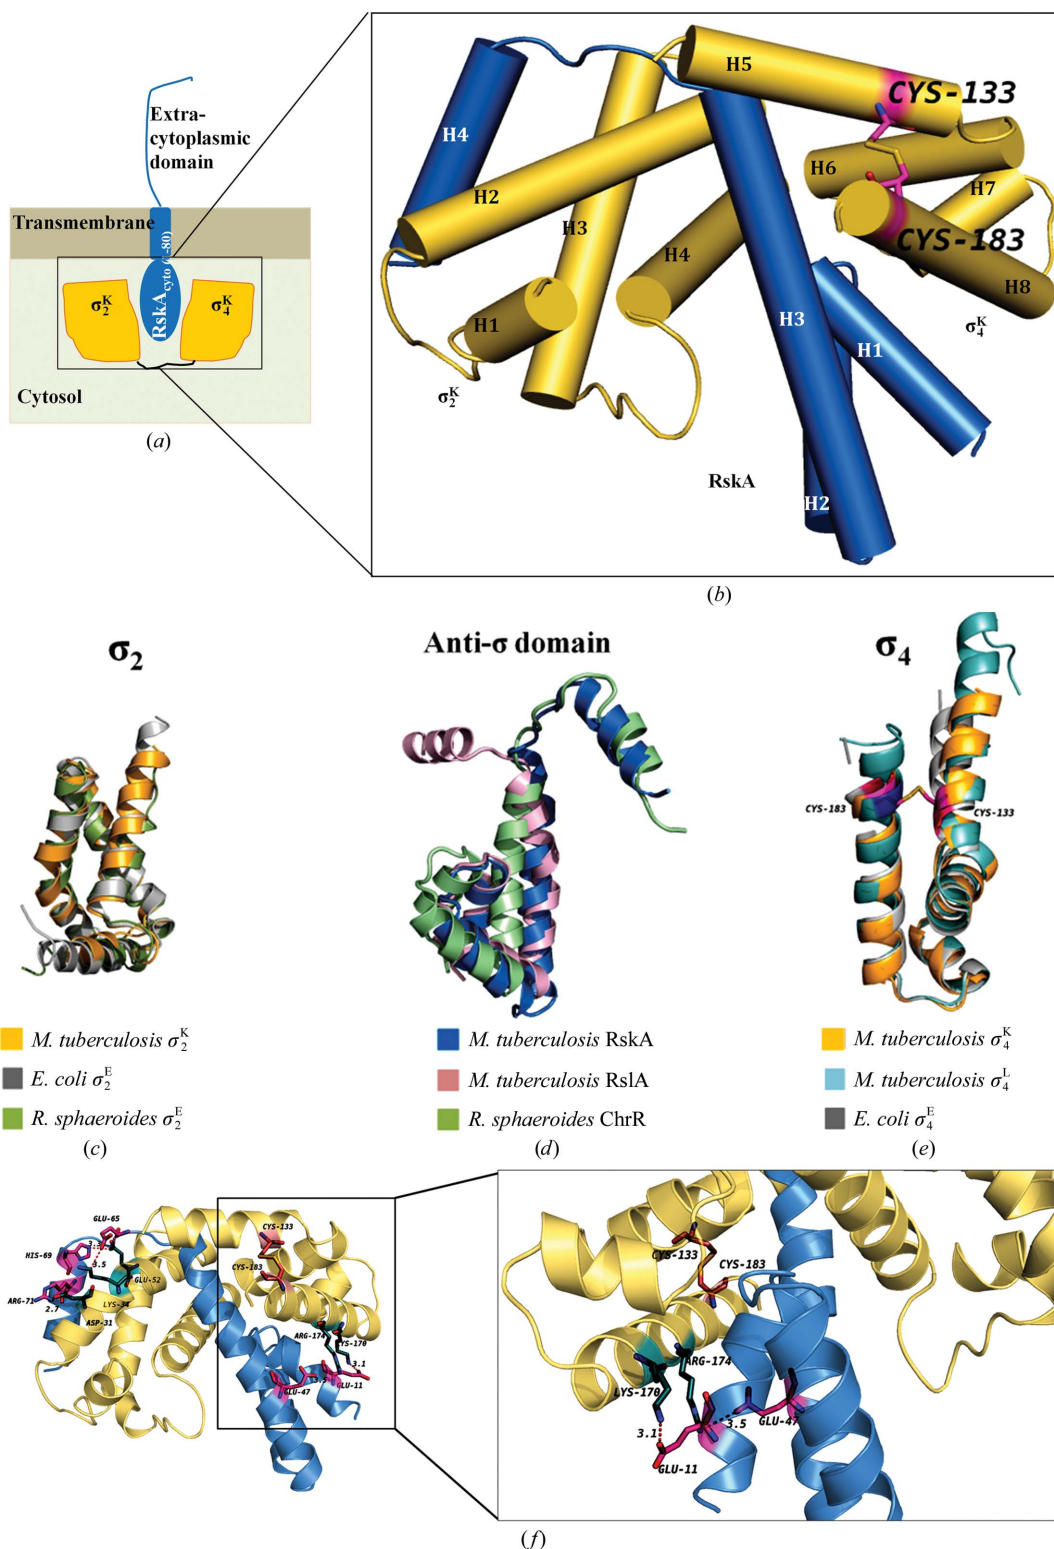 Extra-
cytoplasmic
domain
Transmembrane
RskAcyto (1-80)
σ₂ᴷ
σ₄ᴷ
Cytosol
(a)
H5
CYS-133
H4
H6
H2
H7
H3
CYS-183
H4
H8
H3
H1
σ₄ᴷ
H1
σ₂ᴷ
RskA
H2
(b)
σ₂
Anti-σ domain
σ₄
CYS-183
CYS-133
M. tuberculosis σ₂ᴷ
E. coli σ₂ᴱ
R. sphaeroides σ₂ᴱ
(c)
M. tuberculosis RskA
M. tuberculosis RslA
R. sphaeroides ChrR
(d)
M. tuberculosis σ₄ᴷ
M. tuberculosis σ₄ᴸ
E. coli σ₄ᴱ
(e)
GLU-65
HIS-69
3.5
GLU-52
ARG-71
2.7
LYS-34
ASP-31
CYS-133
CYS-183
ARG-174
LYS-170
3.1
3.5
GLU-47
GLU-11
CYS-133
CYS-183
ARG-174
LYS-170
3.1
3.5
GLU-47
GLU-11
(f)